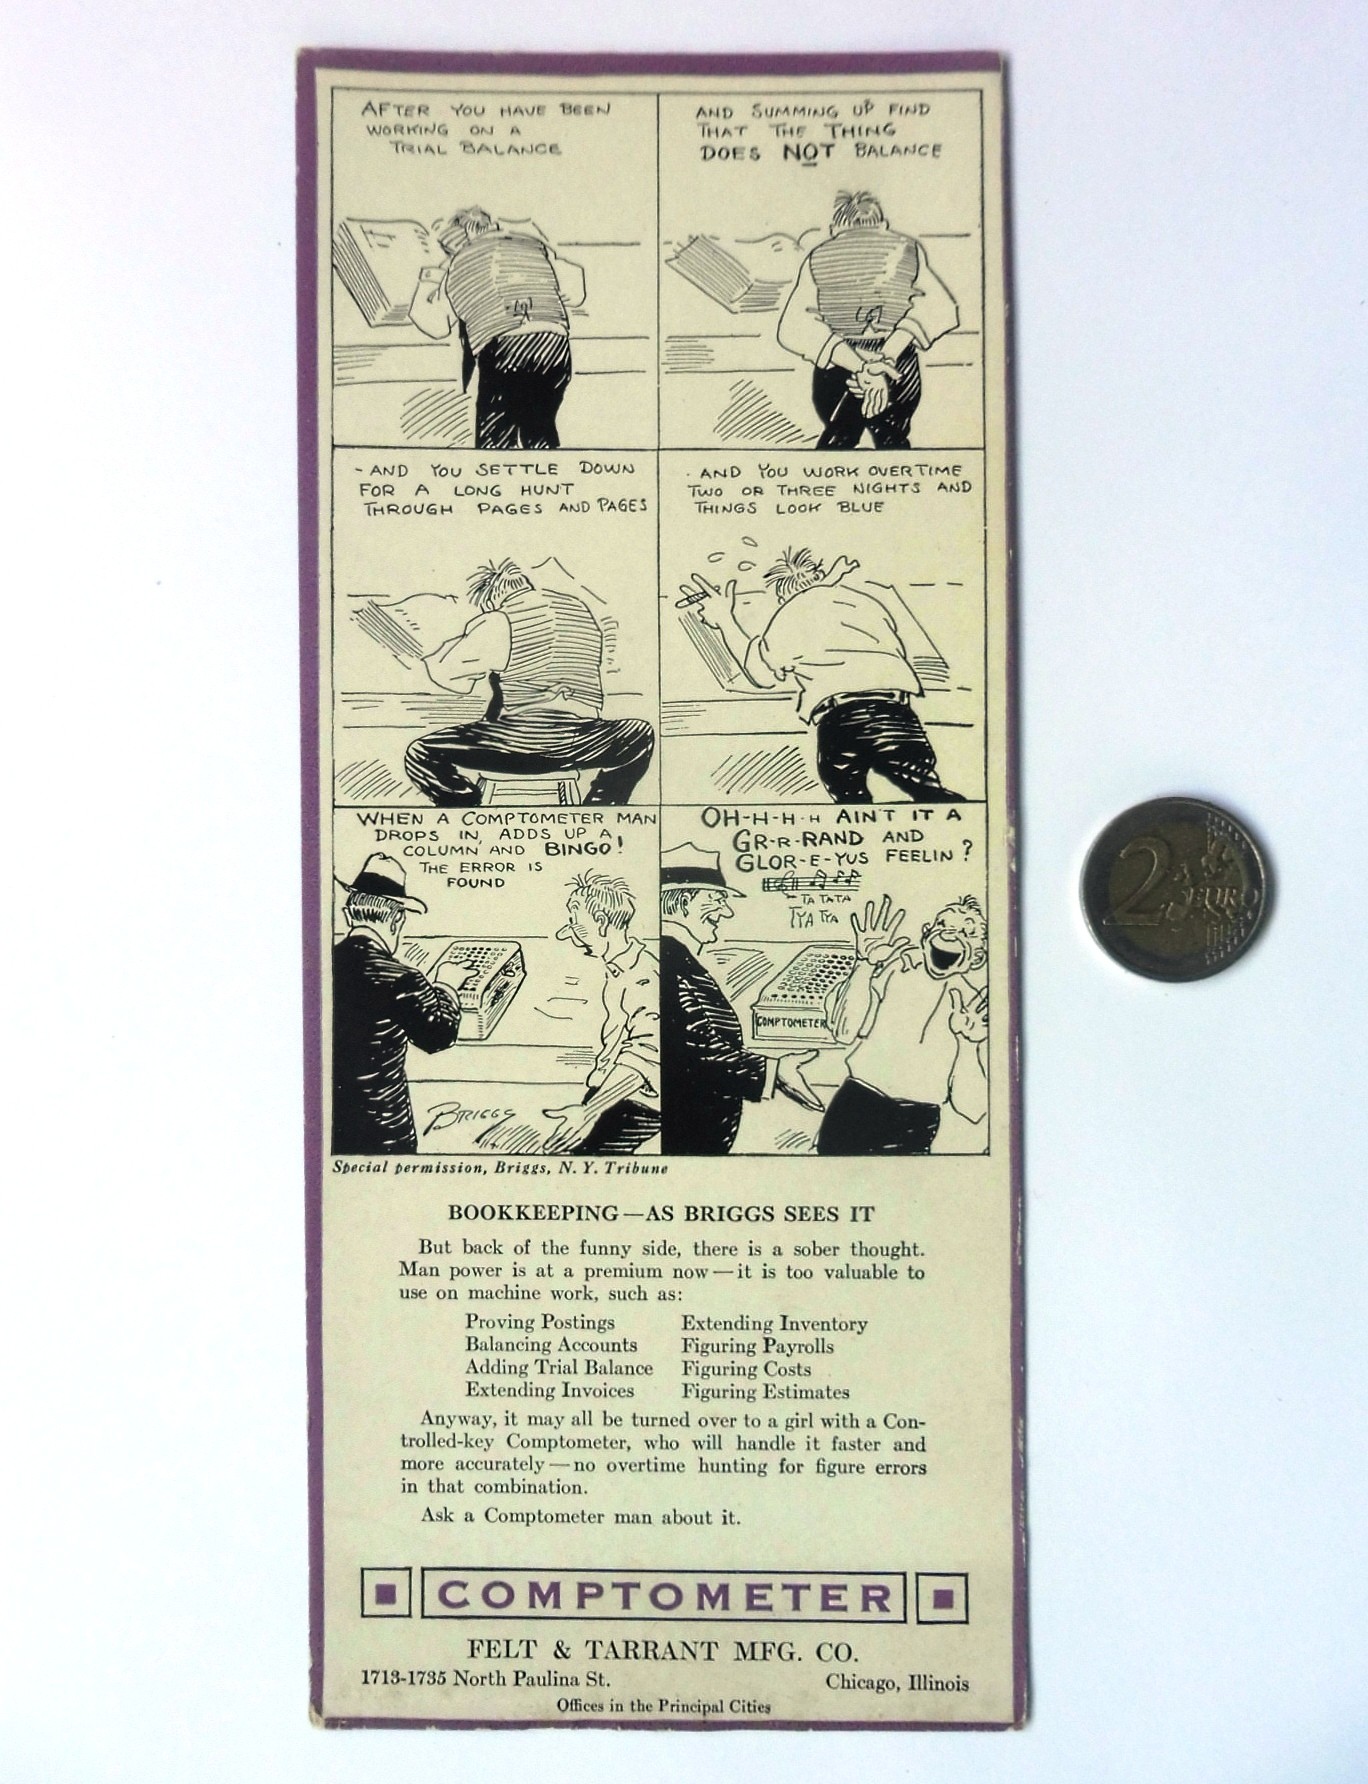 AFTER YOU HAVE BEEN
WORKING ON A
TRIAL BALANCE
AND SUMMING UP FIND
THAT THE THING
DOES NOT BALANCE
- AND YOU SETTLE DOWN
FOR A LONG HUNT
THROUGH PAGES AND PAGES
- AND YOU WORK OVERTIME
TWO OR THREE NIGHTS AND
THINGS LOOK BLUE
WHEN A COMPTOMETER MAN
DROPS IN, ADDS UP A
COLUMN AND BINGO!
THE ERROR IS
FOUND
BRIGGS
OH-H-H-H AIN'T IT A
GR-R-RAND AND
GLOR-E-YUS FEELIN?
TA TA TA
TYA TYA
COMPTOMETER
Special permission, Briggs, N. Y. Tribune
BOOKKEEPING—AS BRIGGS SEES IT
But back of the funny side, there is a sober thought.
Man power is at a premium now—it is too valuable to
use on machine work, such as:
Proving Postings
Balancing Accounts
Adding Trial Balance
Extending Invoices
Extending Inventory
Figuring Payrolls
Figuring Costs
Figuring Estimates
Anyway, it may all be turned over to a girl with a Con-
trolled-key Comptometer, who will handle it faster and
more accurately—no overtime hunting for figure errors
in that combination.
Ask a Comptometer man about it.
COMPTOMETER
FELT & TARRANT MFG. CO.
1713-1735 North Paulina St. Chicago, Illinois
Offices in the Principal Cities
2 EURO